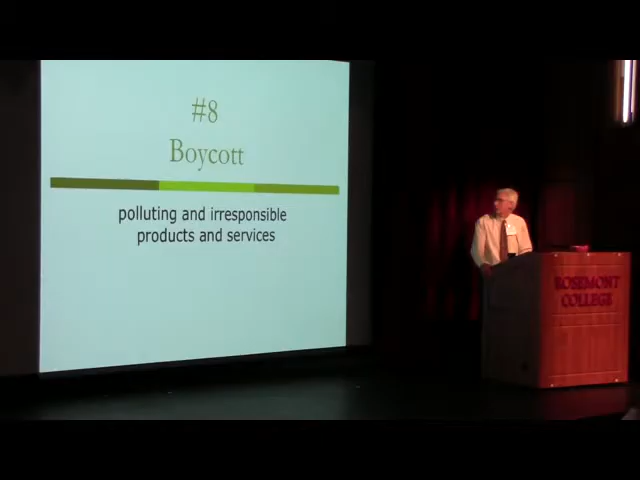 #8
Boycott
polluting and irresponsible
products and services
ROSEMONT
COLLEGE